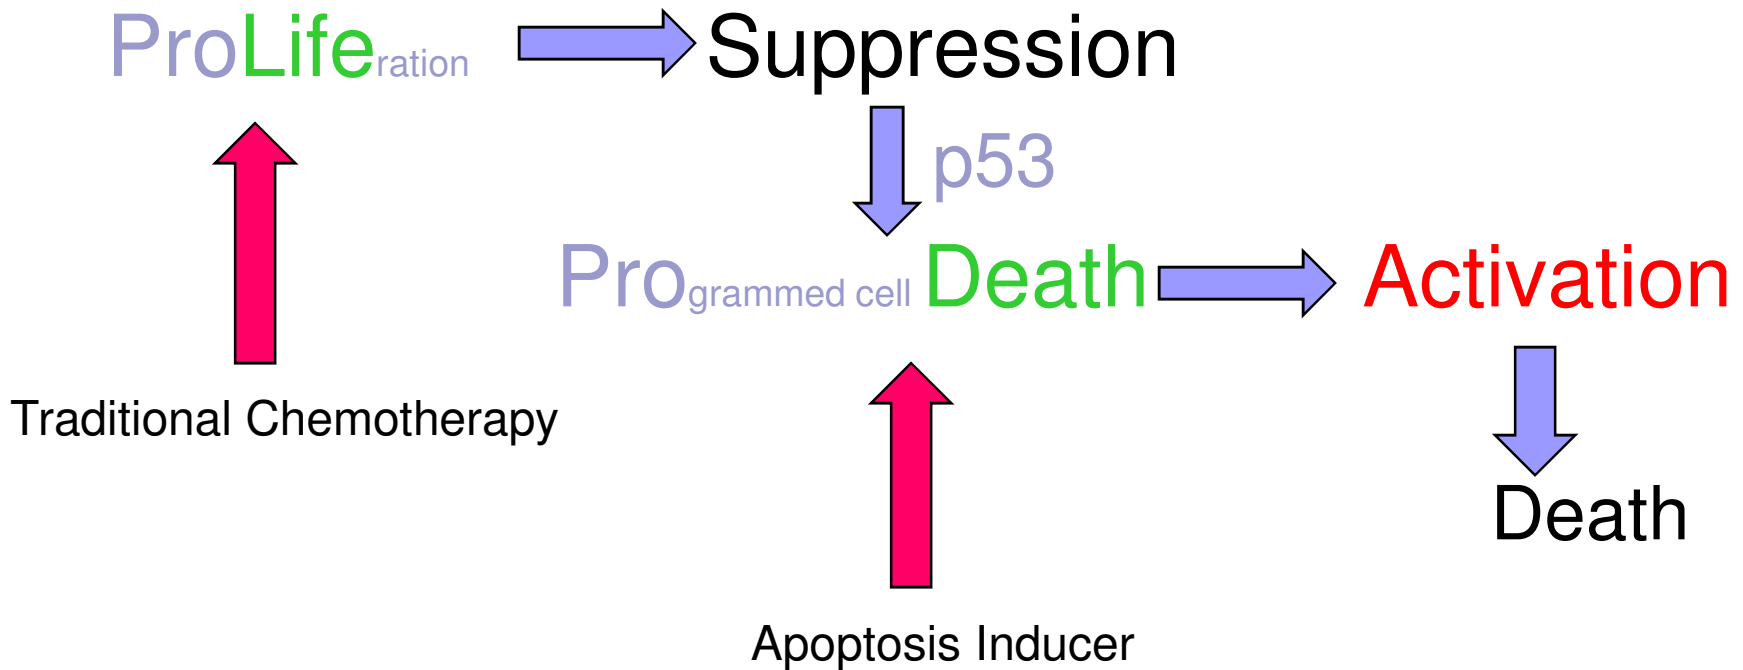 ProLiferation Suppression
p53
Programmed cell Death Activation
Traditional Chemotherapy
Death
Apoptosis Inducer